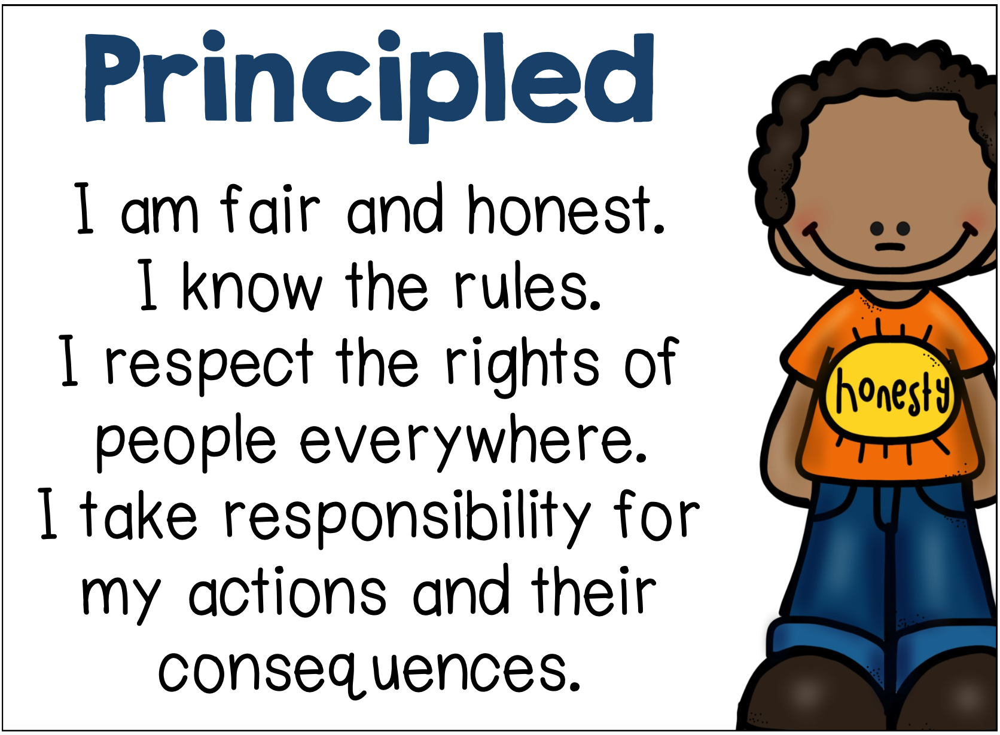 Principled
I am fair and honest.
I know the rules.
I respect the rights of
people everywhere.
I take responsibility for
my actions and their
consequences.
honesty